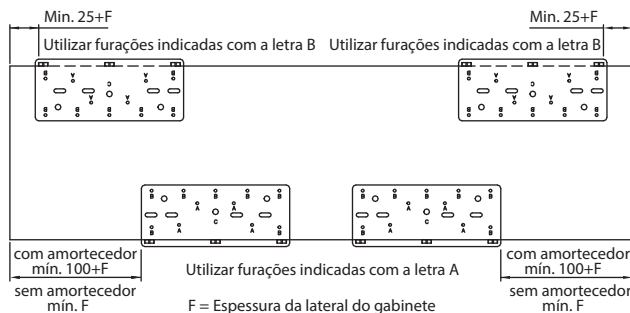 Min. 25+F
Min. 25+F
Utilizar furações indicadas com a letra B
Utilizar furações indicadas com a letra B
B
A
C
A
B
B
A
A
B
B
B
B
A
C
A
B
B
A
A
B
B
B
B
B
B
B
B
A
A
A
C
A
B
B
B
B
B
B
B
A
A
A
C
A
B
com amortecedor
mín. 100+F
Utilizar furações indicadas com a letra A
com amortecedor
mín. 100+F
sem amortecedor
mín. F
F = Espessura da lateral do gabinete
sem amortecedor
mín. F